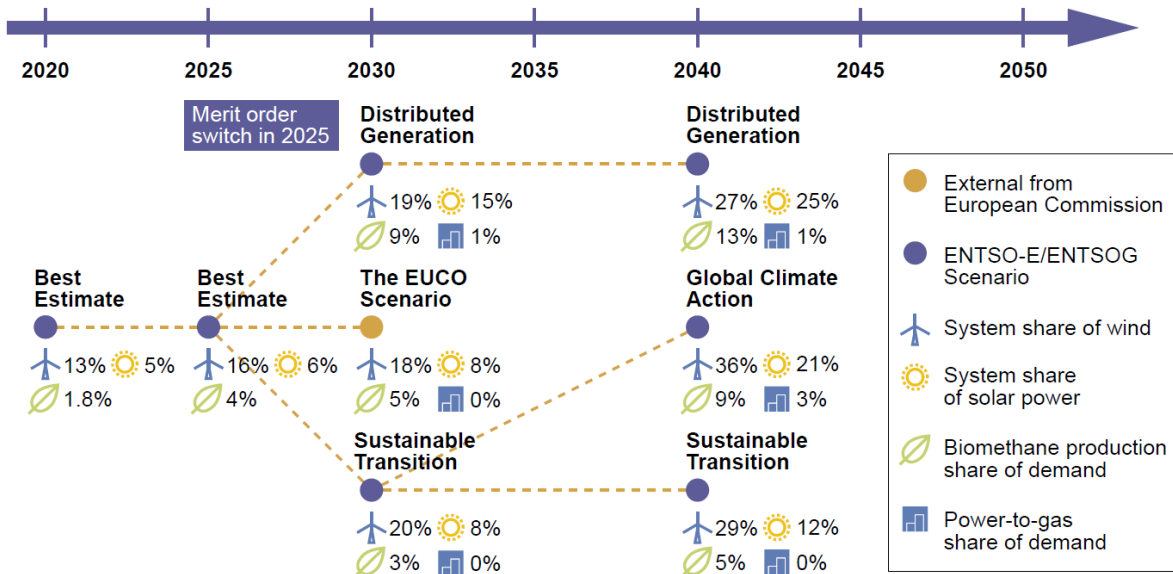 2020 2025 2030 2035 2040 2045 2050
Merit order
switch in 2025
Distributed
Generation
19% 15%
9% 1%
Distributed
Generation
27% 25%
13% 1%
Best
Estimate
13% 5%
1.8%
Best
Estimate
16% 6%
4%
The EUCO
Scenario
18% 8%
5% 0%
Global Climate
Action
36% 21%
9% 3%
Sustainable
Transition
20% 8%
3% 0%
Sustainable
Transition
29% 12%
5% 0%
External from
European Commission
ENTSO-E/ENTSOG
Scenario
System share of wind
System share
of solar power
Biomethane production
share of demand
Power-to-gas
share of demand